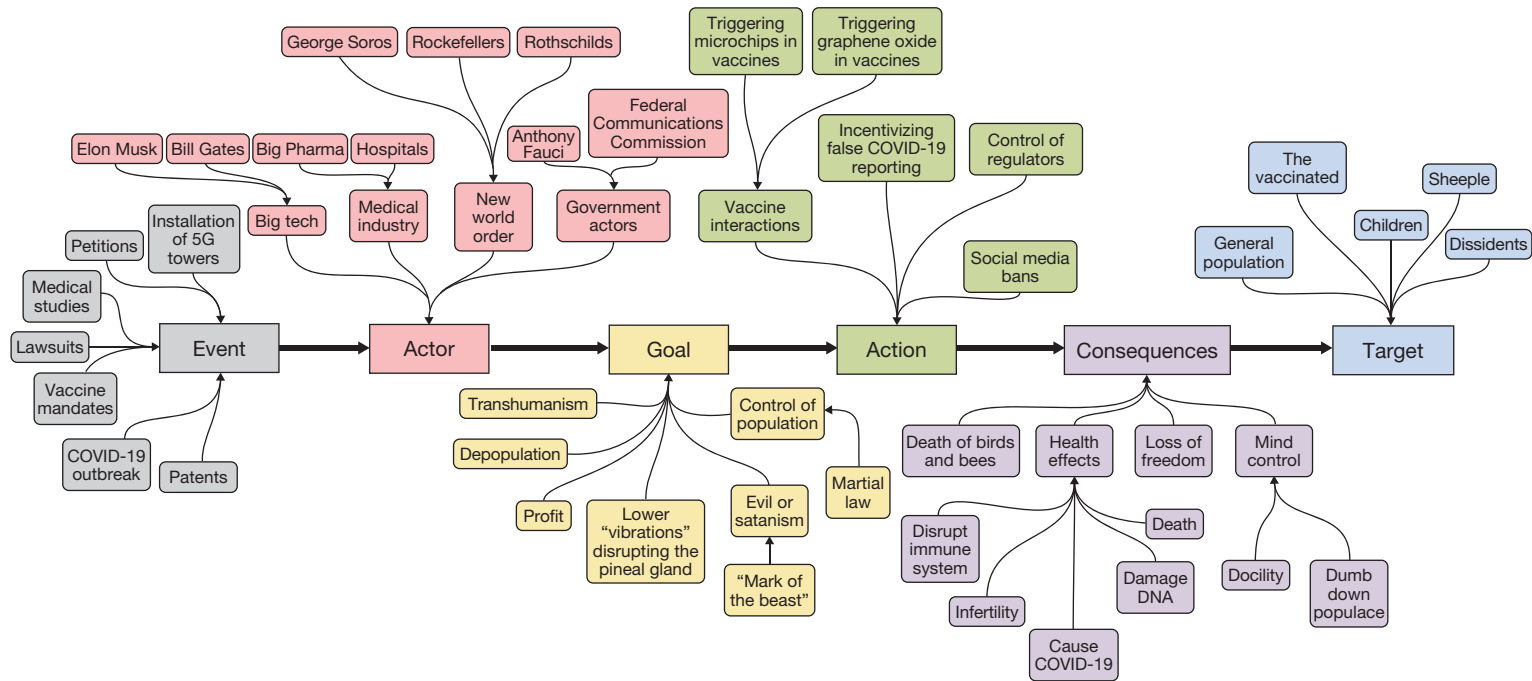 George Soros
Rockefellers
Rothschilds
Triggering
microchips in
vaccines
Triggering
graphene oxide
in vaccines
Elon Musk
Bill Gates
Big Pharma
Hospitals
Anthony
Fauci
Federal
Communications
Commission
Incentivizing
false COVID-19
reporting
Control of
regulators
The
vaccinated
Sheeple
Installation
of 5G
towers
Petitions
Big tech
Medical
industry
New
world
order
Government
actors
Vaccine
interactions
Social media
bans
General
population
Children
Dissidents
Medical
studies
Lawsuits
Vaccine
mandates
COVID-19
outbreak
Patents
Event
Actor
Goal
Action
Consequences
Target
Transhumanism
Depopulation
Profit
Lower
“vibrations”
disrupting the
pineal gland
Evil or
satanism
“Mark of
the beast”
Control of
population
Martial
law
Death of birds
and bees
Health
effects
Loss of
freedom
Mind
control
Disrupt
immune
system
Infertility
Cause
COVID-19
Damage
DNA
Death
Docility
Dumb
down
populace